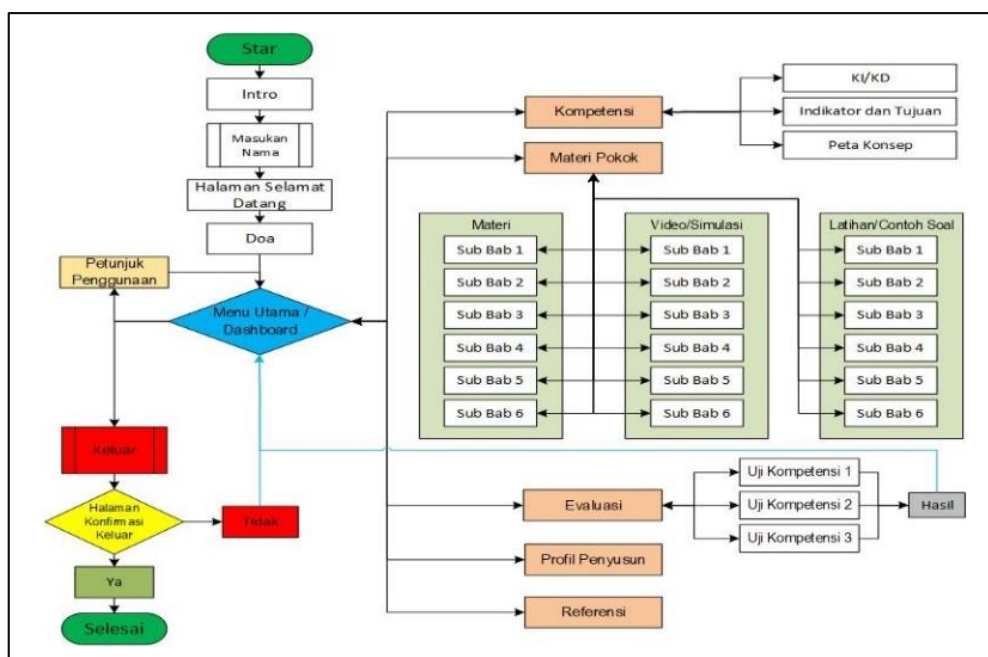 Star
Intro
Masukan
Nama
Halaman Selamat
Datang
Doa
Petunjuk
Penggunaan
Menu Utama /
Dashboard
Keluar
Halaman
Konfirmasi
Keluar
Tidak
Ya
Selesai
Kompetensi
KI/KD
Indikator dan Tujuan
Peta Konsep
Materi Pokok
Materi
Sub Bab 1
Sub Bab 2
Sub Bab 3
Sub Bab 4
Sub Bab 5
Sub Bab 6
Video/Simulasi
Sub Bab 1
Sub Bab 2
Sub Bab 3
Sub Bab 4
Sub Bab 5
Sub Bab 6
Latihan/Contoh Soal
Sub Bab 1
Sub Bab 2
Sub Bab 3
Sub Bab 4
Sub Bab 5
Sub Bab 6
Evaluasi
Uji Kompetensi 1
Uji Kompetensi 2
Uji Kompetensi 3
Hasil
Profil Penyusun
Referensi